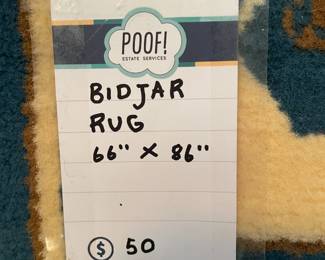 POOF!
ESTATE SERVICES
BIDJAR
RUG
66" x 86"
$ 50